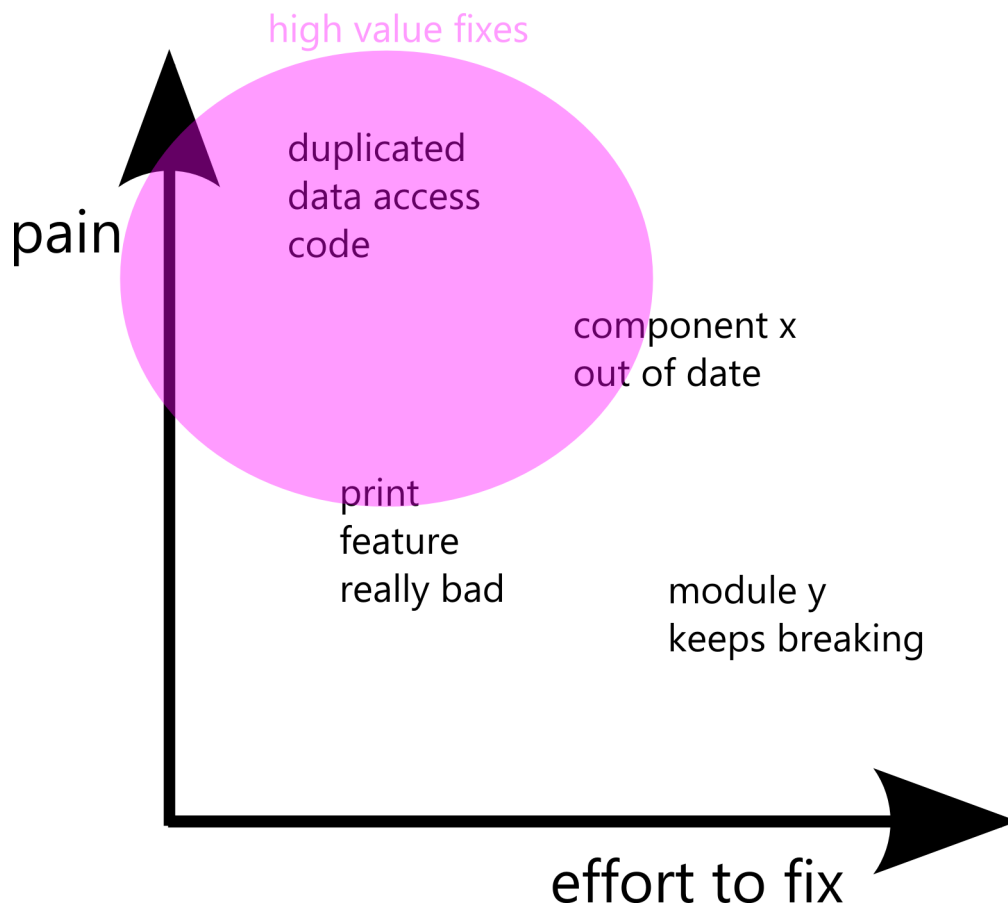 high value fixes
duplicated
data access
code
pain
component x
out of date
print
feature
really bad
module y
keeps breaking
effort to fix